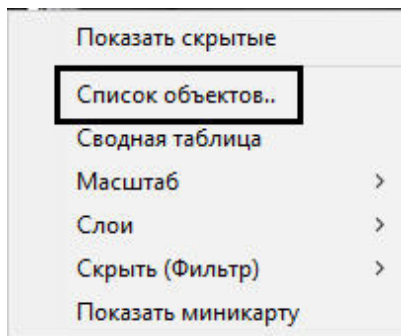 Показать скрытые
Список объектов..
Сводная таблица
Масштаб
Слои
Скрыть (Фильтр)
Показать миникарту